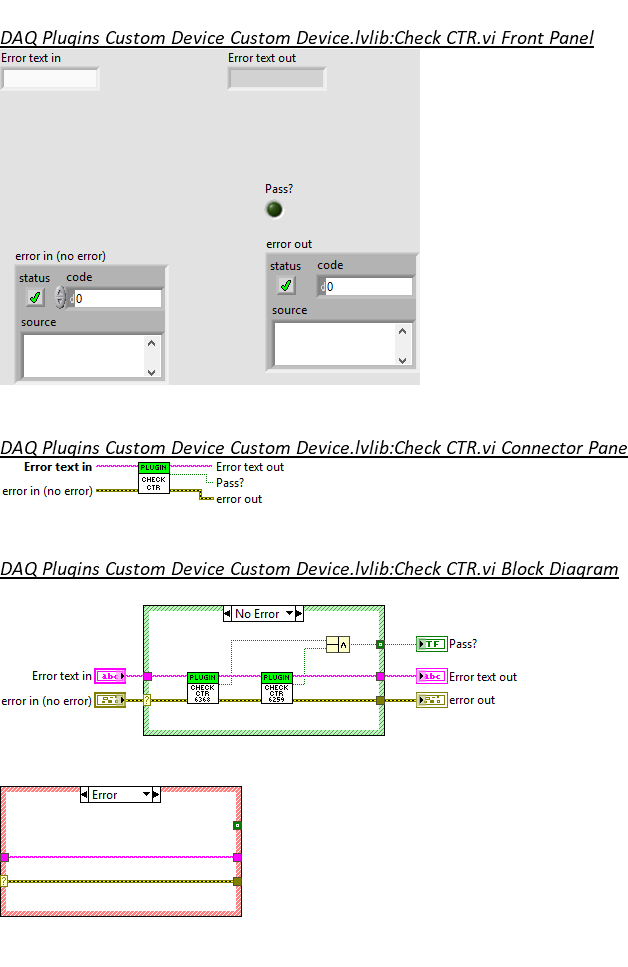 DAQ Plugins Custom Device Custom Device.lvlib:Check CTR.vi Front Panel
Error text in
Error text out
Pass?
error in (no error)
error out
status code
0
status code
0
source
source
DAQ Plugins Custom Device Custom Device.lvlib:Check CTR.vi Connector Pane
Error text in
PLUGIN
Error text out
CHECK
CTR
Pass?
error in (no error)
error out
DAQ Plugins Custom Device Custom Device.lvlib:Check CTR.vi Block Diagram
No Error
TF
Pass?
Error text in
abc
PLUGIN
CHECK
CTR
6363
PLUGIN
CHECK
CTR
6259
abc
Error text out
error in (no error)
?
error out
Error
?